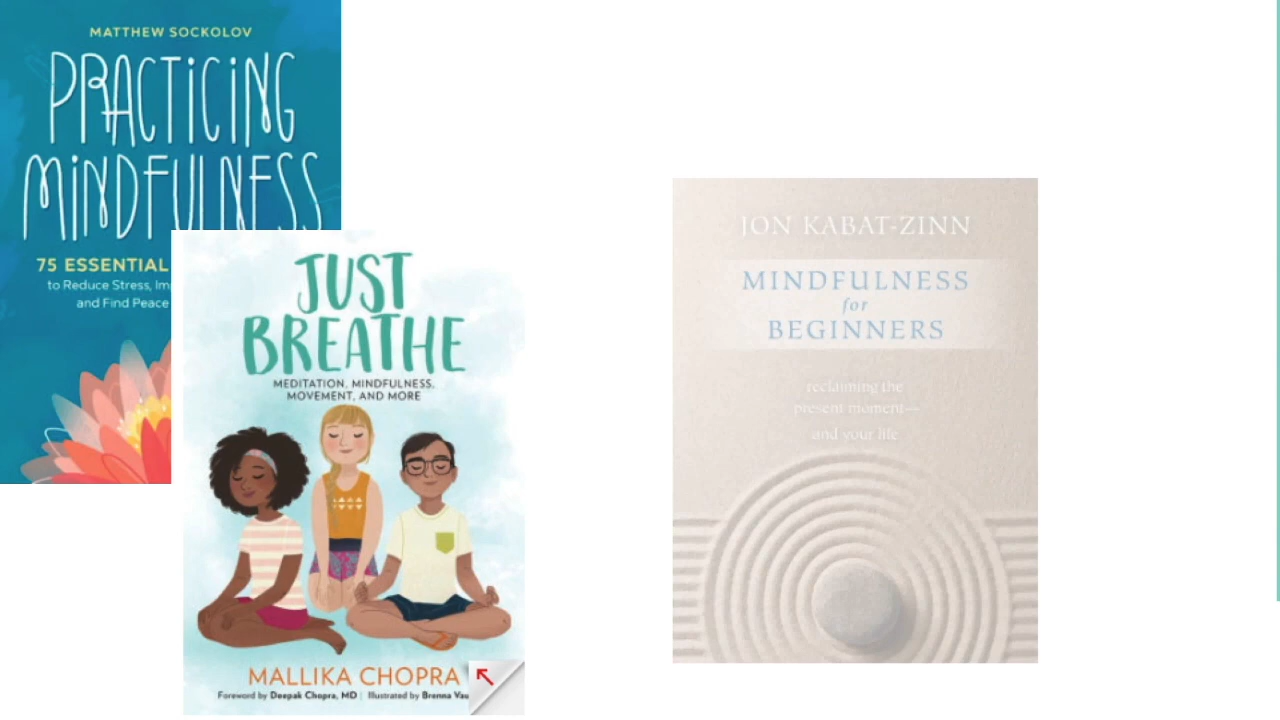 MATTHEW SOCKOLOV
PRACTICING
MINDFULNESS
75 ESSENTIAL
to Reduce Stress,
and Find Peace
JUST
BREATHE
MEDITATION, MINDFULNESS,
MOVEMENT, AND MORE
MALLIKA CHOPRA
Foreword by Deepak Chopra, MD | Illustrated by Brenna
JON KABAT-ZINN
MINDFULNESS
for
BEGINNERS
reclaiming the
present moment—
and your life